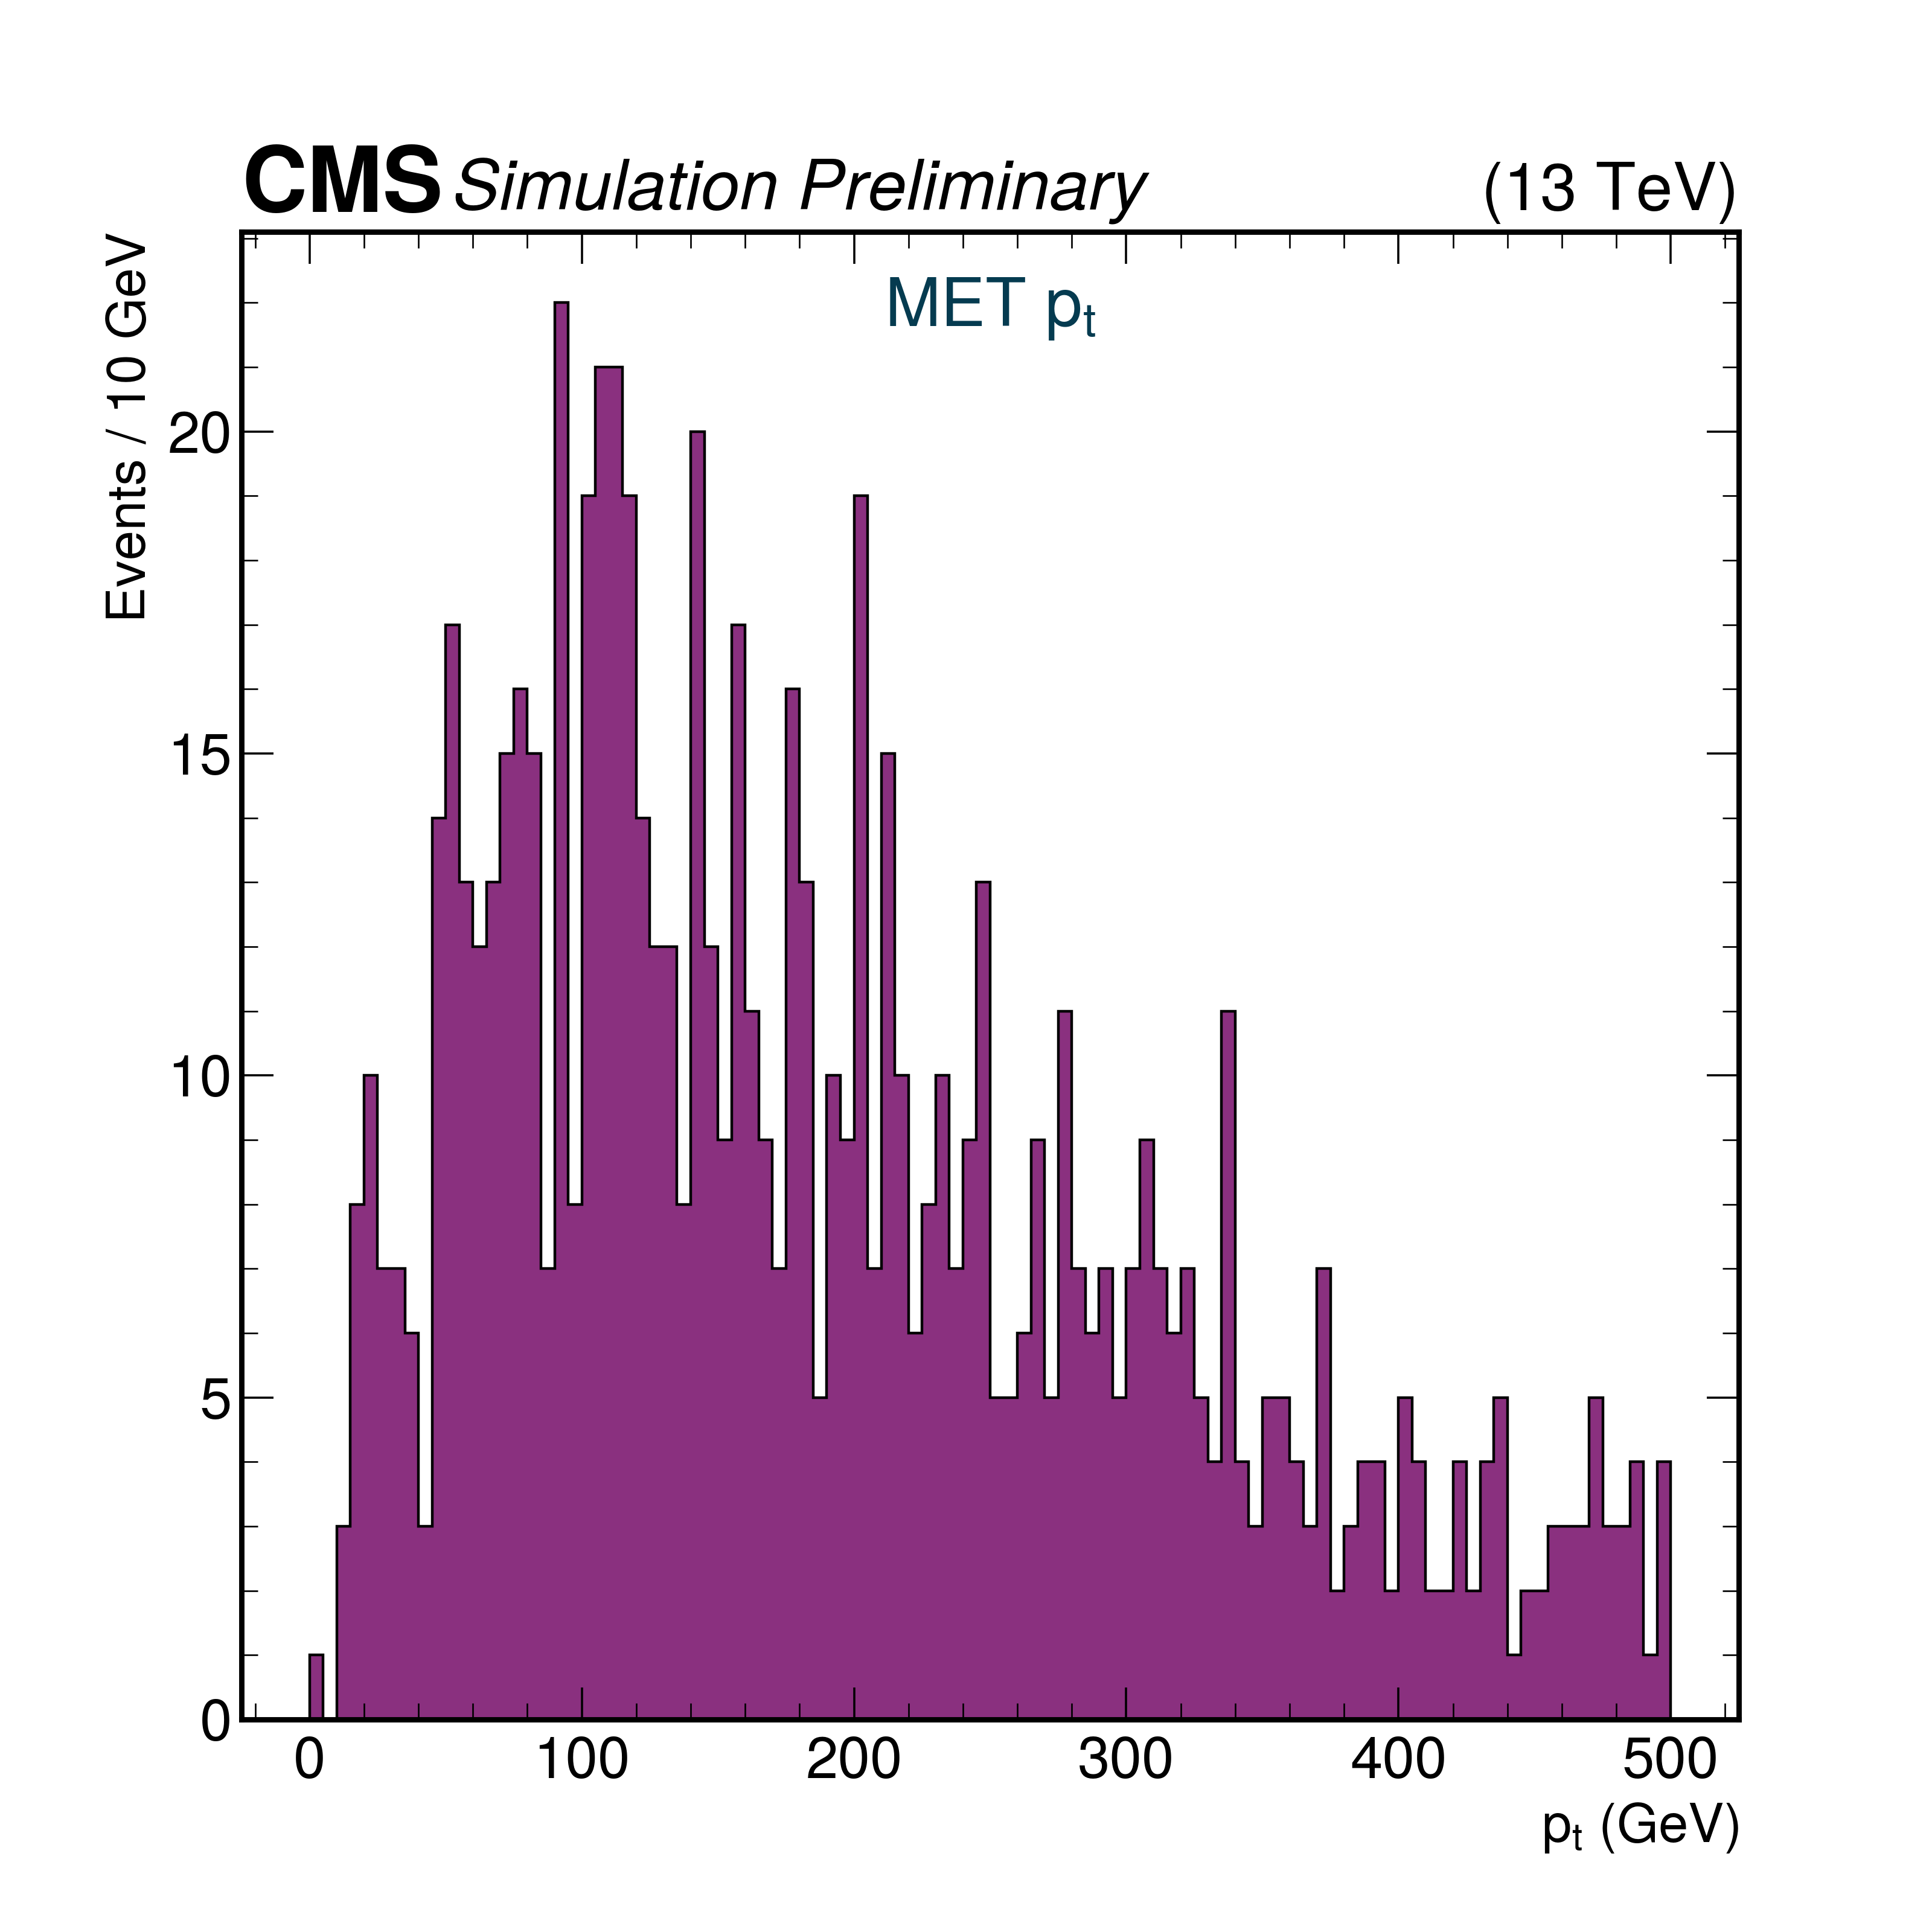 CMS Simulation Preliminary (13 TeV)
Events / 10 GeV
MET pt
20
15
10
5
0
0 100 200 300 400 500
pt (GeV)